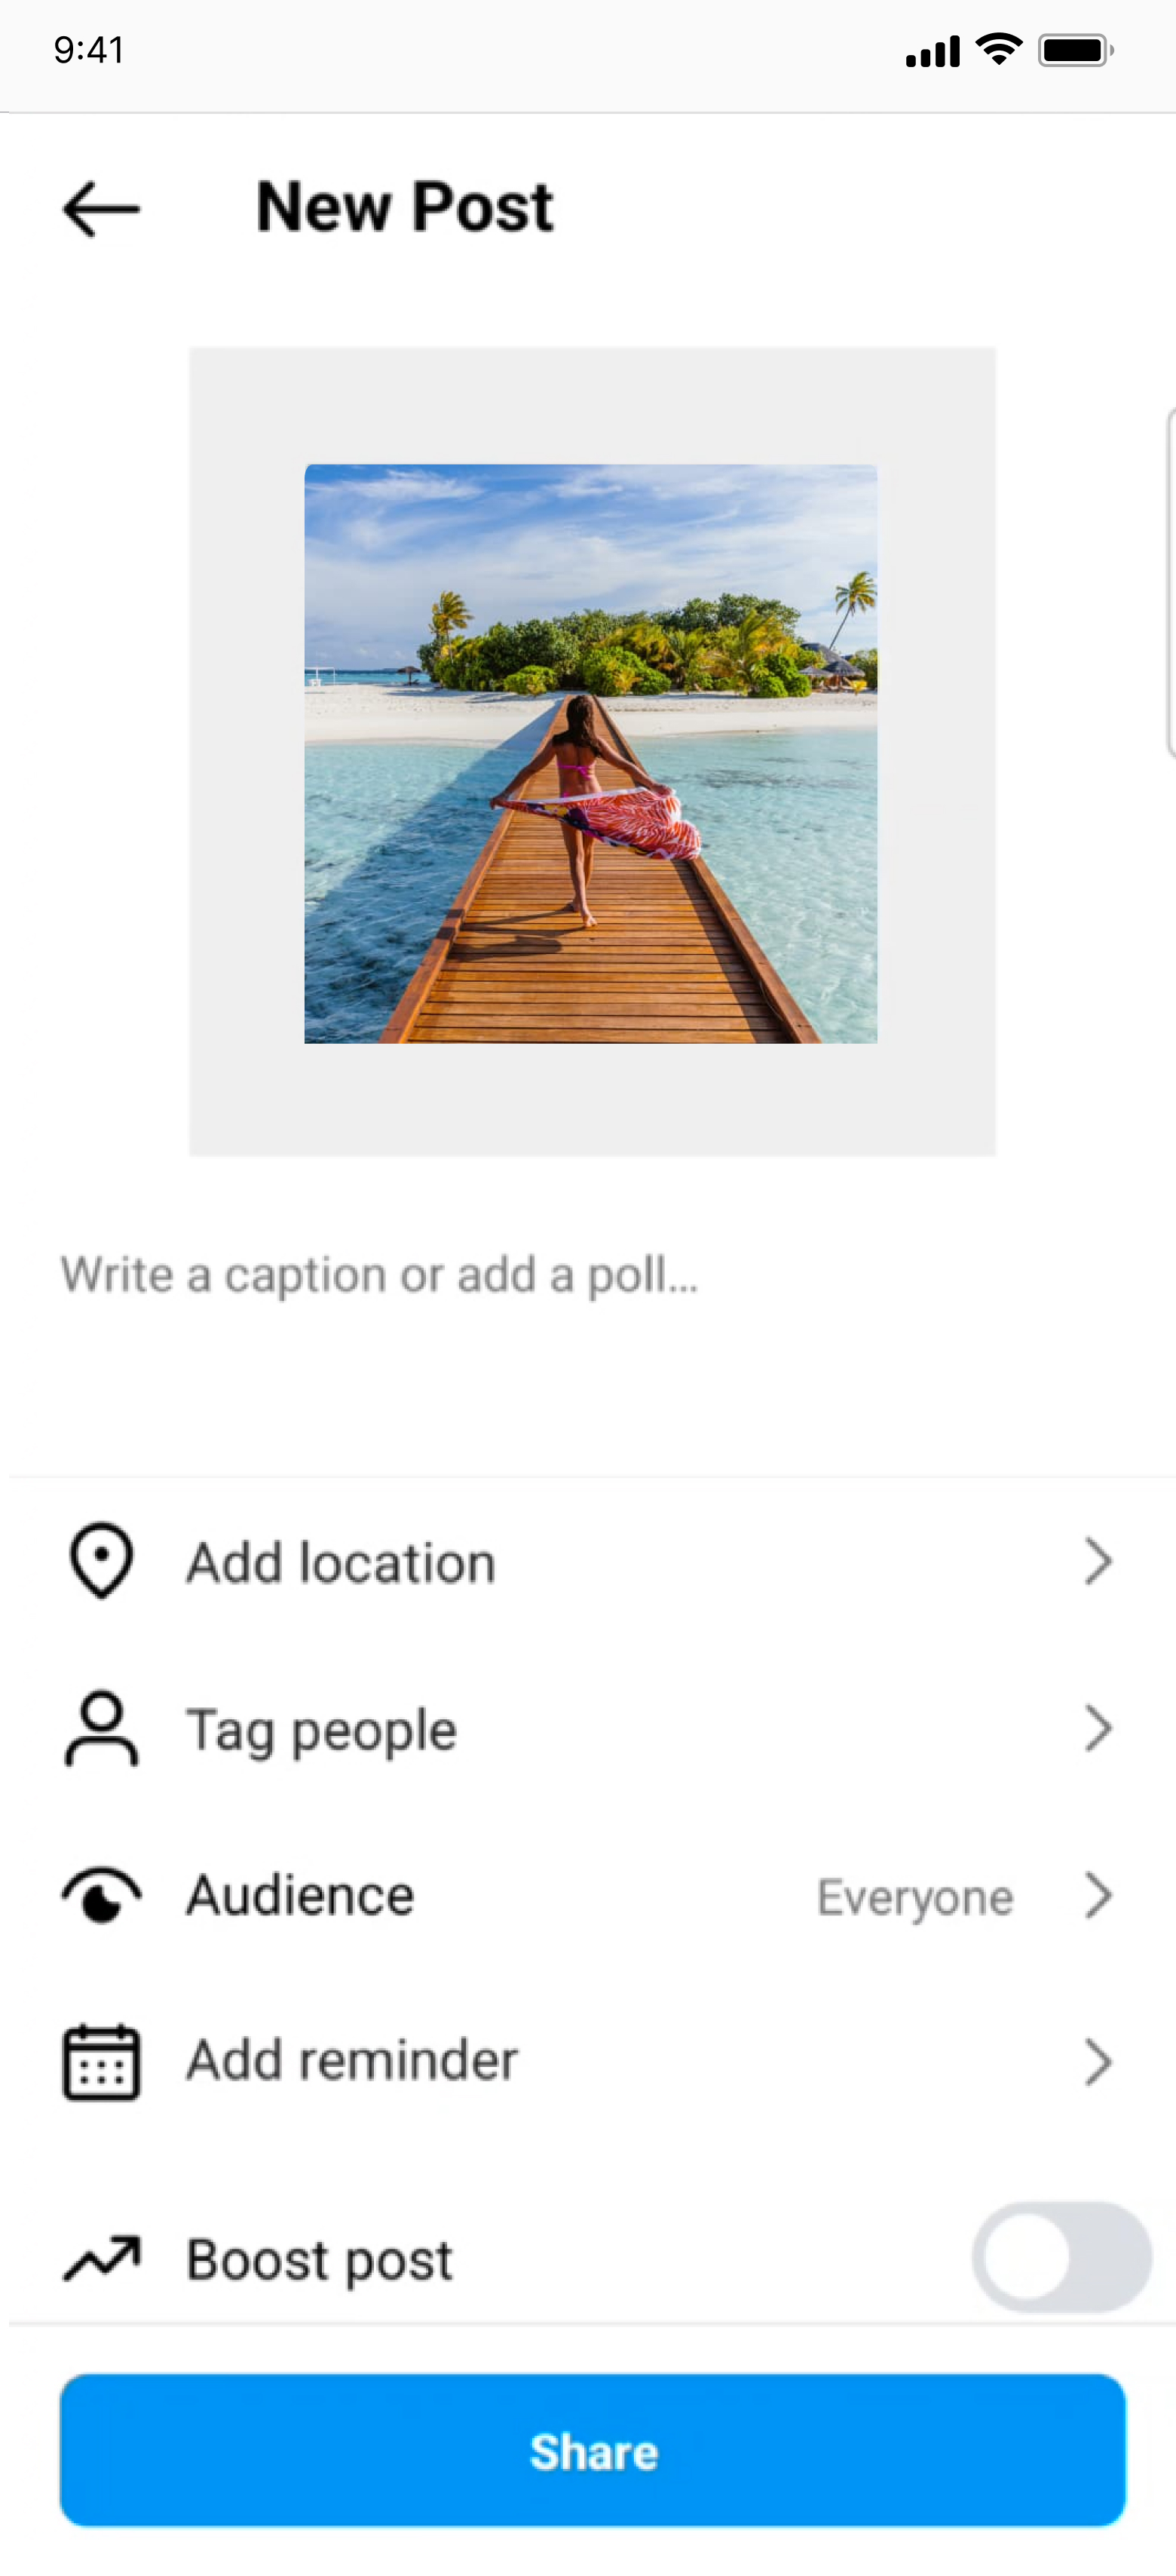 9:41
New Post
Write a caption or add a poll...
Add location
Tag people
Audience
Everyone
Add reminder
Boost post
Share